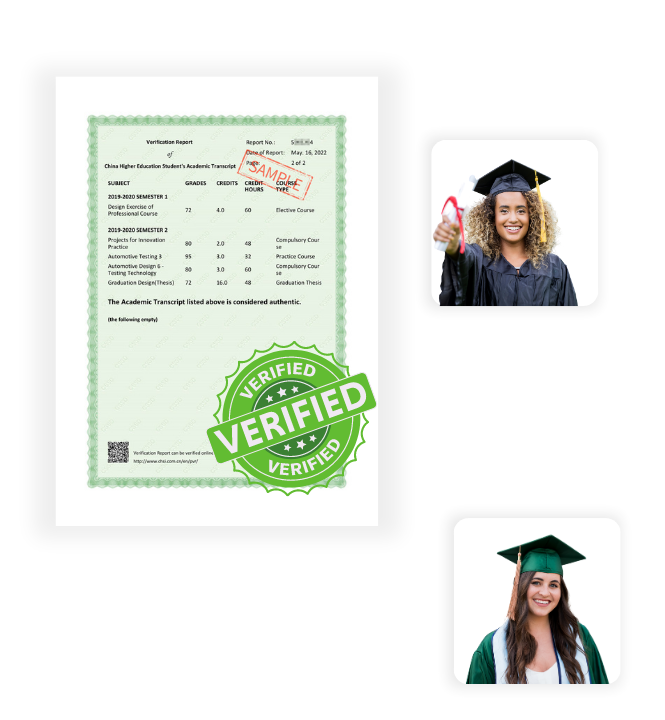 Verification Report
of
China Higher Education Student's Academic Transcript
Report No.: 5 4
Date of Report: May. 16, 2022
Page: 2 of 2
SAMPLE
SUBJECT GRADES CREDITS CREDIT HOURS COURSE TYPE
2019-2020 SEMESTER 1
Design Exercise of
Professional Course 72 4.0 60 Elective Course
2019-2020 SEMESTER 2
Projects for Innovation
Practice 80 2.0 48 Compulsory Cour
se
Automotive Testing 3 95 3.0 32 Practice Course
Automotive Design 6--
Testing Technology 80 3.0 60 Compulsory Cour
se
Graduation Design(Thesis) 72 16.0 48 Graduation Thesis
The Academic Transcript listed above is considered authentic.
(the following empty)
VERIFIED
VERIFIED
VERIFIED
Verification Report can be verified online
http://www.chsi.com.cn/en/pvr/